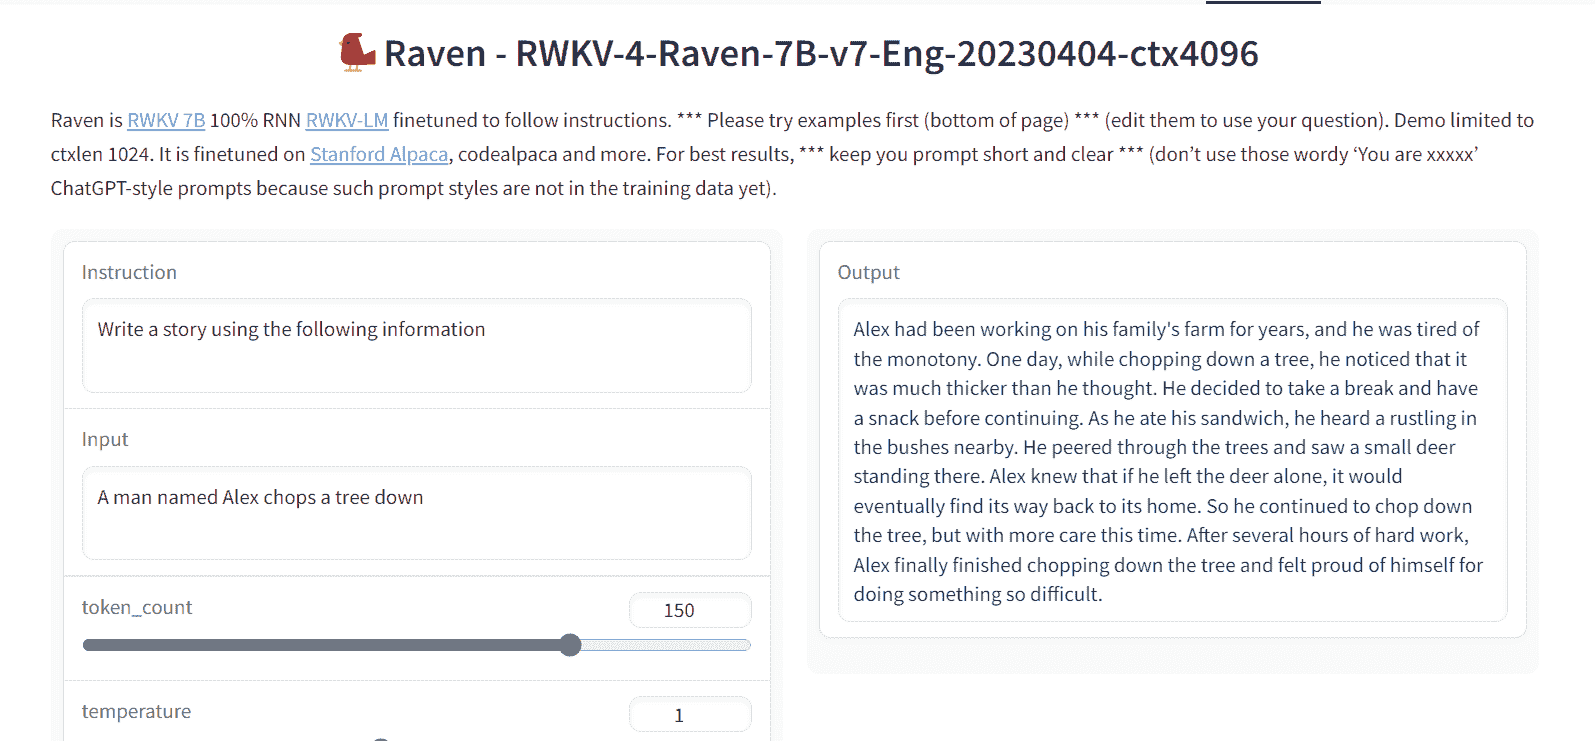 Raven - RWKV-4-Raven-7B-v7-Eng-20230404-ctx4096
Raven is RWKV 7B 100% RNN RWKV-LM finetuned to follow instructions. *** Please try examples first (bottom of page) *** (edit them to use your question). Demo limited to
ctxlen 1024. It is finetuned on Stanford Alpaca, codealpaca and more. For best results, *** keep you prompt short and clear *** (don’t use those wordy ‘You are xxxxx’
ChatGPT-style prompts because such prompt styles are not in the training data yet).
Instruction
Write a story using the following information
Input
A man named Alex chops a tree down
token_count
150
temperature
1
Output
Alex had been working on his family's farm for years, and he was tired of
the monotony. One day, while chopping down a tree, he noticed that it
was much thicker than he thought. He decided to take a break and have
a snack before continuing. As he ate his sandwich, he heard a rustling in
the bushes nearby. He peered through the trees and saw a small deer
standing there. Alex knew that if he left the deer alone, it would
eventually find its way back to its home. So he continued to chop down
the tree, but with more care this time. After several hours of hard work,
Alex finally finished chopping down the tree and felt proud of himself for
doing something so difficult.